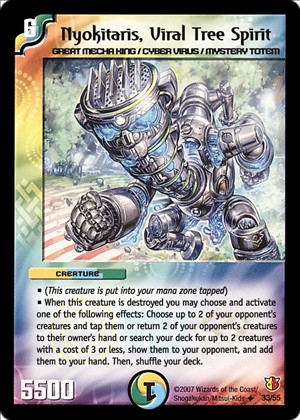 6
Nyokitaris, Viral Tree Spirit
GREAT MECHA KING / CYBER VIRUS / MYSTERY TOTEM
CREATURE
■ (This creature is put into your mana zone tapped)
■ When this creature is destroyed you may choose and activate
one of the following effects: Choose up to 2 of your opponent's
creatures and tap them or return 2 of your opponent's creatures
to their owner's hand or search your deck for up to 2 creatures
with a cost of 3 or less, show them to your opponent, and add
them to your hand. Then, shuffle your deck.
5500
1
©2007 Wizards of the Coast/
Shogakukan/Mitsui-Kids
33/55